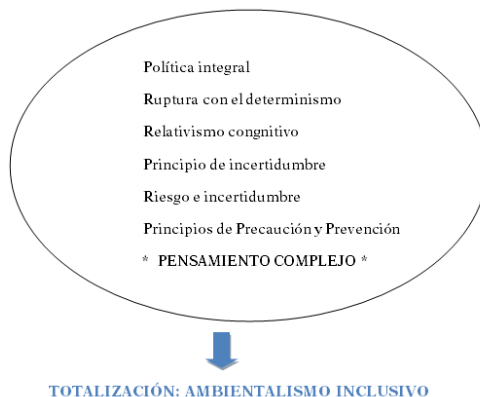 Política integral
Ruptura con el determinismo
Relativismo congnitivo
Principio de incertidumbre
Riesgo e incertidumbre
Principios de Precaución y Prevención
* PENSAMIENTO COMPLEJO *
TOTALIZACIÓN: AMBIENTALISMO INCLUSIVO